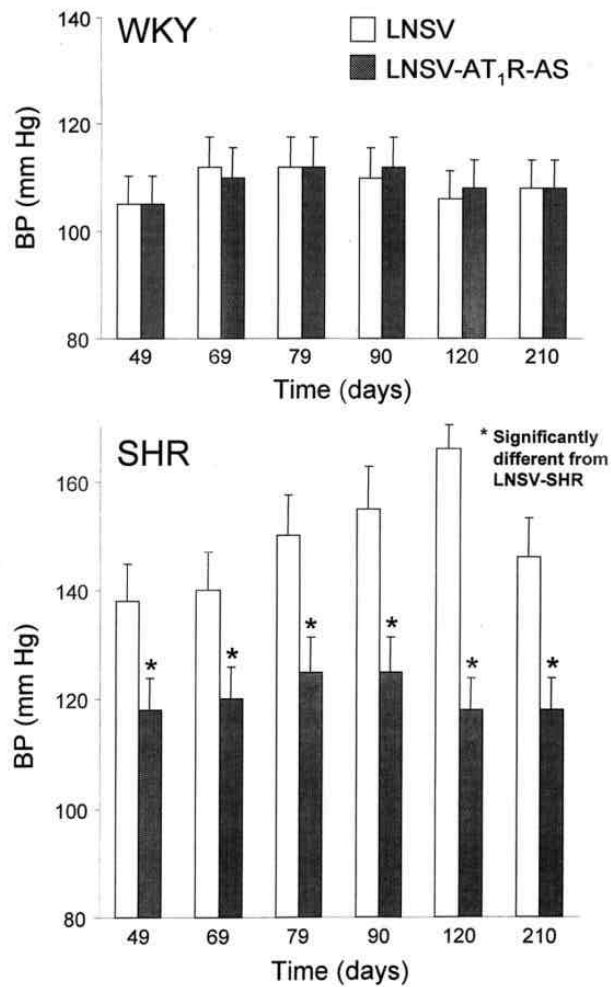 WKY
LNSV
LNSV-AT₁R-AS
140
120
100
80
BP (mm Hg)
49 69 79 90 120 210
Time (days)
SHR
* Significantly
different from
LNSV-SHR
160
140
120
100
80
BP (mm Hg)
* * * * * *
49 69 79 90 120 210
Time (days)